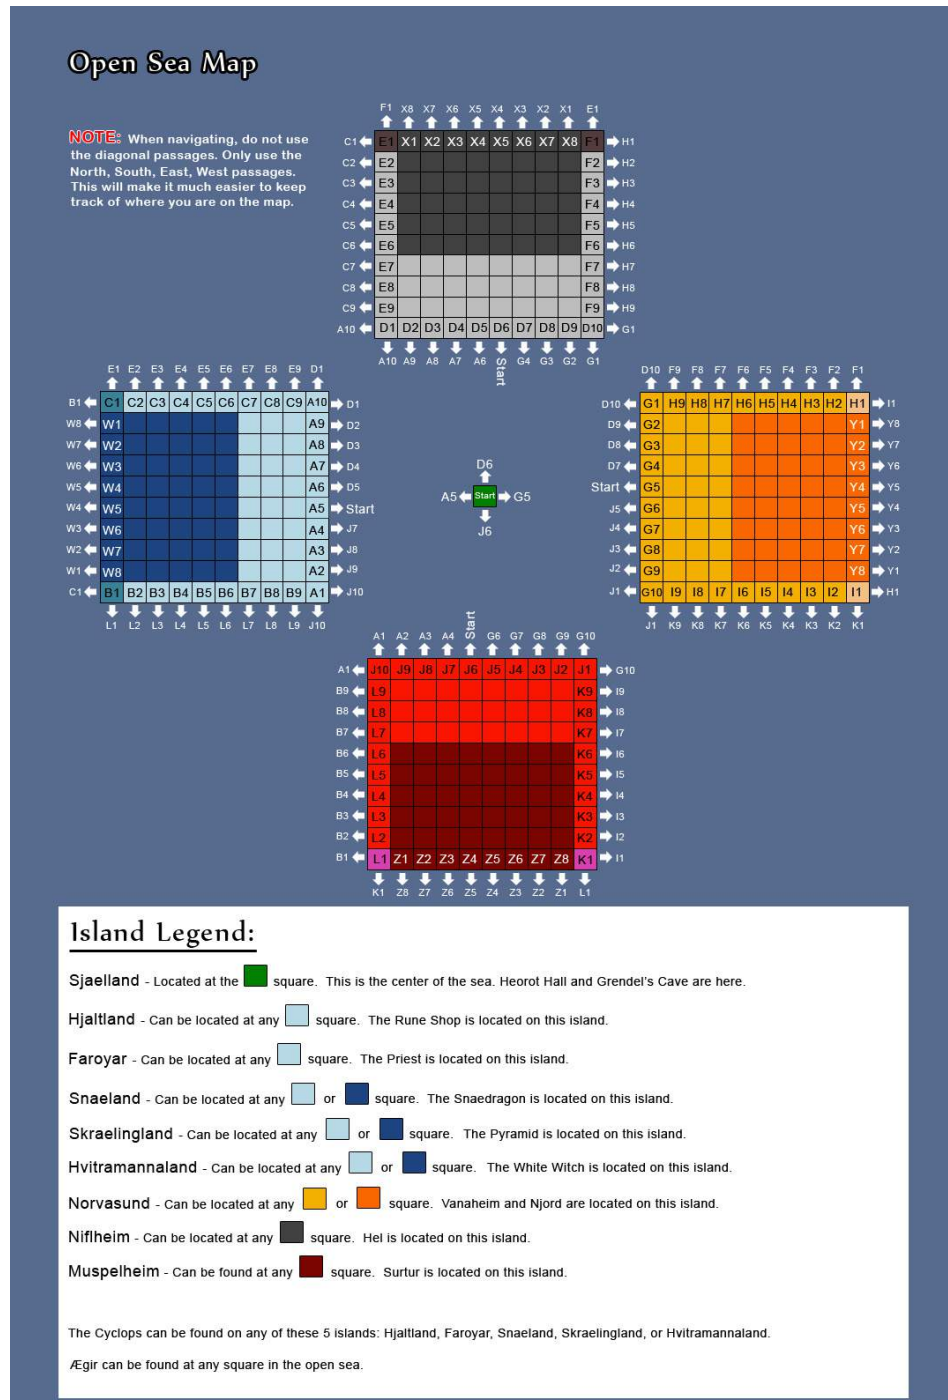 Open Sea Map
NOTE: When navigating, do not use
the diagonal passages. Only use the
North, South, East, West passages.
This will make it much easier to keep
track of where you are on the map.
F1 X8 X7 X6 X5 X4 X3 X2 X1 E1
C1 E1 X1 X2 X3 X4 X5 X6 X7 X8 F1 H1
C2 E2 F2 H2
C3 E3 F3 H3
C4 E4 F4 H4
C5 E5 F5 H5
C6 E6 F6 H6
C7 E7 F7 H7
C8 E8 F8 H8
C9 E9 F9 H9
A10 D1 D2 D3 D4 D5 D6 D7 D8 D9 D10 G1
A10 A9 A8 A7 A6 Start G4 G3 G2 G1
E1 E2 E3 E4 E5 E6 E7 E8 E9 D1
B1 C1 C2 C3 C4 C5 C6 C7 C8 C9 A10 D1
W8 W1 A9 D2
W7 W2 A8 D3
W6 W3 A7 D4
W5 W4 A6 D5
W4 W5 A5 Start
W3 W6 A4 J7
W2 W7 A3 J8
W1 W8 A2 J9
C1 B1 B2 B3 B4 B5 B6 B7 B8 B9 A1 J10
L1 L2 L3 L4 L5 L6 L7 L8 L9 J10
D6
A5 Start G5
J6
D10 F9 F8 F7 F6 F5 F4 F3 F2 F1
D10 G1 H9 H8 H7 H6 H5 H4 H3 H2 H1 I1
D9 G2 Y1 Y8
D8 G3 Y2 Y7
D7 G4 Y3 Y6
Start G5 Y4 Y5
J5 G6 Y5 Y4
J4 G7 Y6 Y3
J3 G8 Y7 Y2
J2 G9 Y8 Y1
J1 G10 I9 I8 I7 I6 I5 I4 I3 I2 I1 H1
J1 K9 K8 K7 K6 K5 K4 K3 K2 K1
A1 A2 A3 A4 Start G6 G7 G8 G9 G10
A1 J10 J9 J8 J7 J6 J5 J4 J3 J2 J1 G10
B9 L9 K9 I9
B8 L8 K8 I8
B7 L7 K7 I7
B6 L6 K6 I6
B5 L5 K5 I5
B4 L4 K4 I4
B3 L3 K3 I3
B2 L2 K2 I2
B1 L1 Z1 Z2 Z3 Z4 Z5 Z6 Z7 Z8 K1 I1
K1 Z8 Z7 Z6 Z5 Z4 Z3 Z2 Z1 L1
Island Legend:
Sjaelland - Located at the square. This is the center of the sea. Heorot Hall and Grendel's Cave are here.
Hjaltland - Can be located at any square. The Rune Shop is located on this island.
Faroyar - Can be located at any square. The Priest is located on this island.
Snaeland - Can be located at any or square. The Snaedragon is located on this island.
Skraelingland - Can be located at any or square. The Pyramid is located on this island.
Hvitramannaland - Can be located at any or square. The White Witch is located on this island.
Norvasund - Can be located at any or square. Vanaheim and Njord are located on this island.
Niflheim - Can be located at any square. Hel is located on this island.
Muspelheim - Can be found at any square. Surtur is located on this island.
The Cyclops can be found on any of these 5 islands: Hjaltland, Faroyar, Snaeland, Skraelingland, or Hvitramannaland.
Ægir can be found at any square in the open sea.